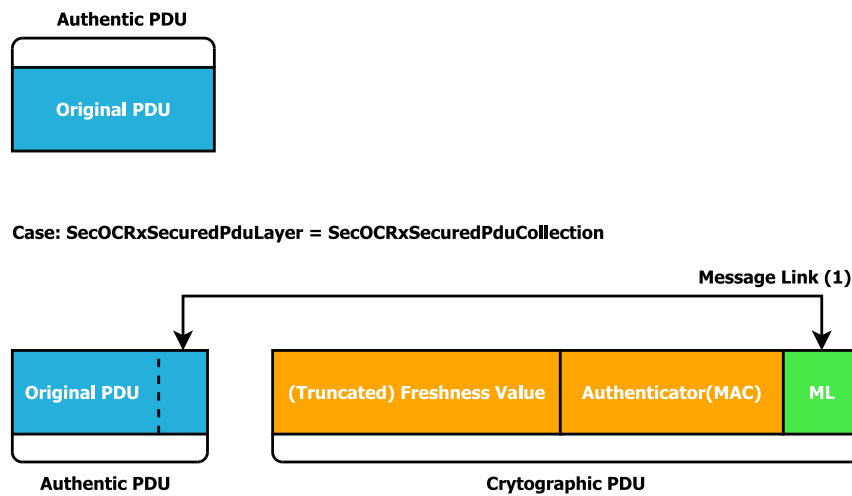 Authentic PDU
Original PDU
Case: SecOCRxSecuredPduLayer = SecOCRxSecuredPduCollection
Message Link (1)
Original PDU
(Truncated) Freshness Value
Authenticator(MAC)
ML
Authentic PDU
Crytographic PDU